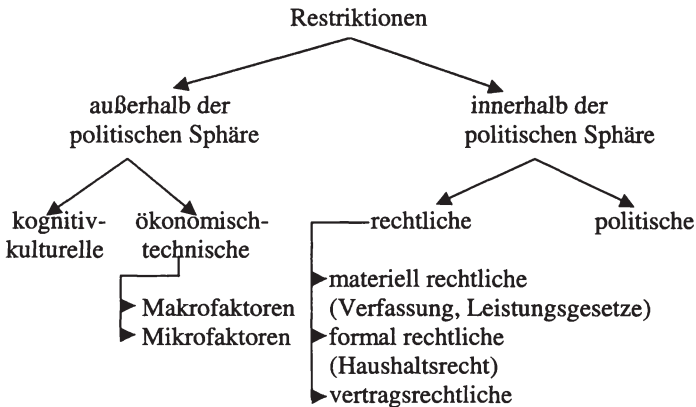 Restriktionen
außerhalb der
politischen Sphäre
innerhalb der
politischen Sphäre
kognitiv-
kulturelle
ökonomisch-
technische
rechtliche
politische
Makrofaktoren
Mikrofaktoren
materiell rechtliche
(Verfassung, Leistungsgesetze)
formal rechtliche
(Haushaltsrecht)
vertragsrechtliche